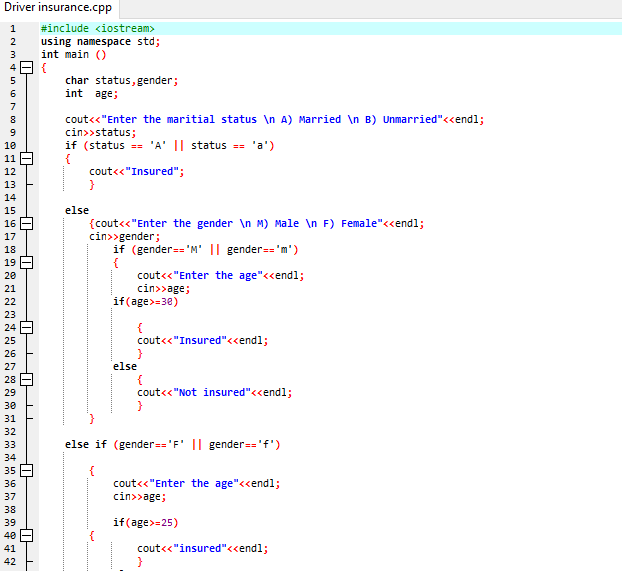 Driver insurance.cpp
1 #include <iostream>
2 using namespace std;
3 int main ()
4 {
5 char status,gender;
6 int age;
7
8 cout<<"Enter the maritial status \n A) Married \n B) Unmarried"<<endl;
9 cin>>status;
10 if (status == 'A' || status == 'a')
11 {
12 cout<<"Insured";
13 }
14
15 else
16 {cout<<"Enter the gender \n M) Male \n F) Female"<<endl;
17 cin>>gender;
18 if (gender=='M' || gender=='m')
19 {
20 cout<<"Enter the age"<<endl;
21 cin>>age;
22 if(age>=30)
23
24 {
25 cout<<"Insured"<<endl;
26 }
27 else
28 {
29 cout<<"Not insured"<<endl;
30 }
31 }
32
33 else if (gender=='F' || gender=='f')
34
35 {
36 cout<<"Enter the age"<<endl;
37 cin>>age;
38
39 if(age>=25)
40 {
41 cout<<"insured"<<endl;
42 }